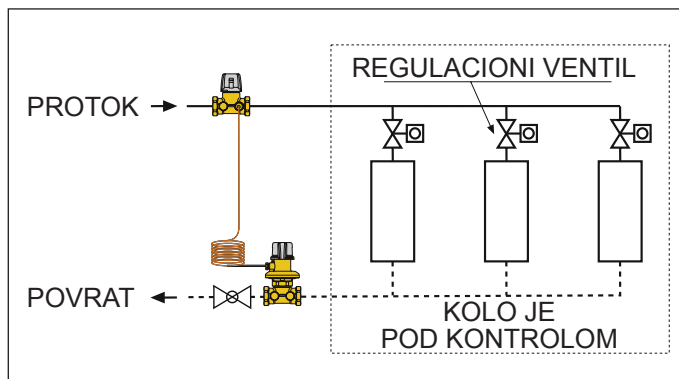 REGULACIONI VENTIL
PROTOK
POVRAT
KOLO JE
POD KONTROLOM